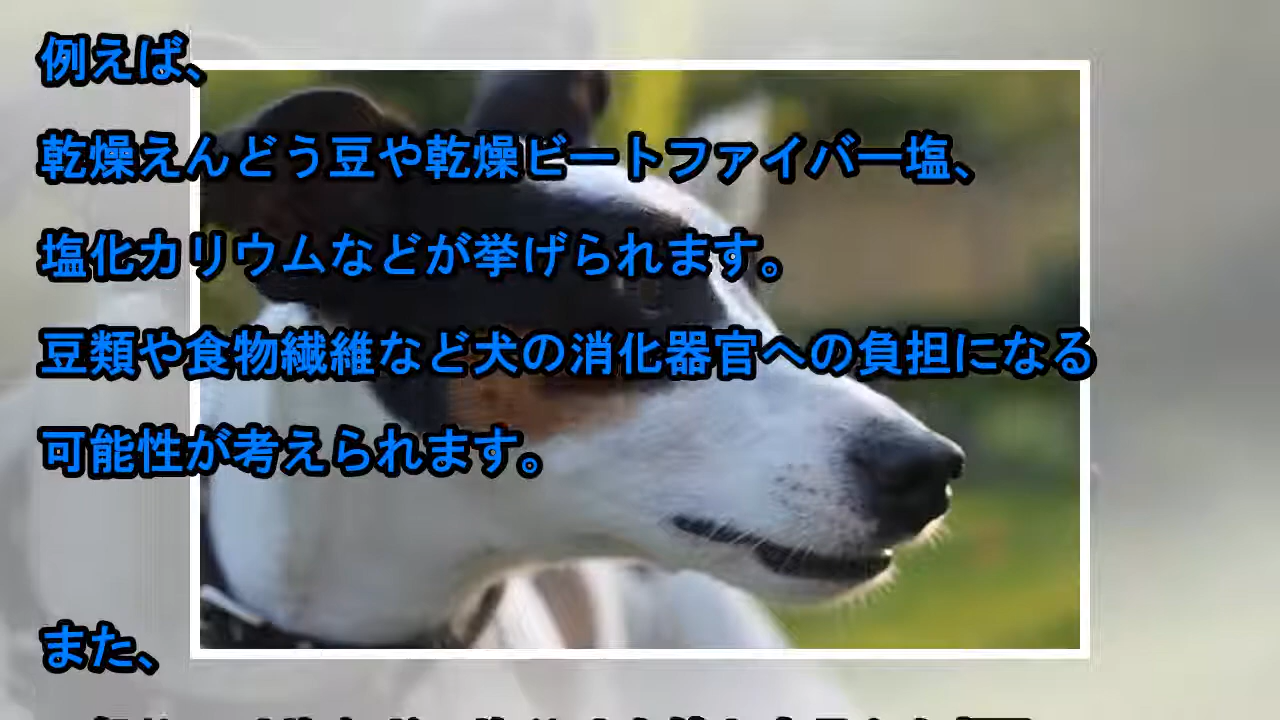 例えば、
乾燥えんどう豆や乾燥ビートファイバー塩、
塩化カリウムなどが挙げられます。
豆類や食物繊維など犬の消化器官への負担になる
可能性が考えられます。
また、